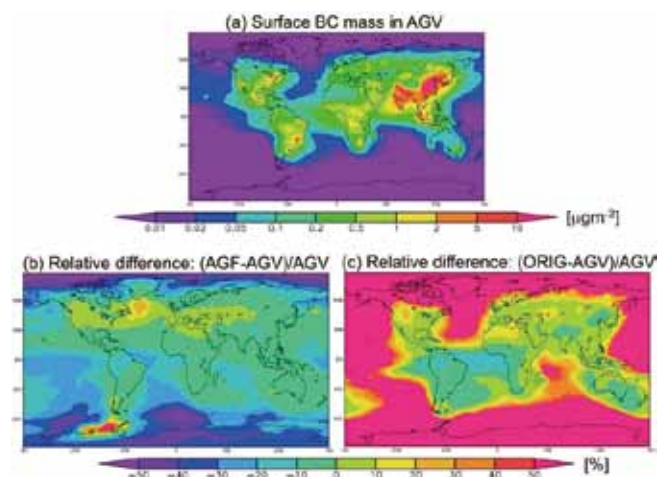 (a) Surface BC mass in AGV
0.01 0.02 0.05 0.1 0.2 0.5 1 2 5 10 [μgm⁻³]
(b) Relative difference: (AGF-AGV)/AGV
(c) Relative difference: (ORIG-AGV)/AGV
-50 -40 -30 -20 -10 0 10 20 30 40 50 [%]